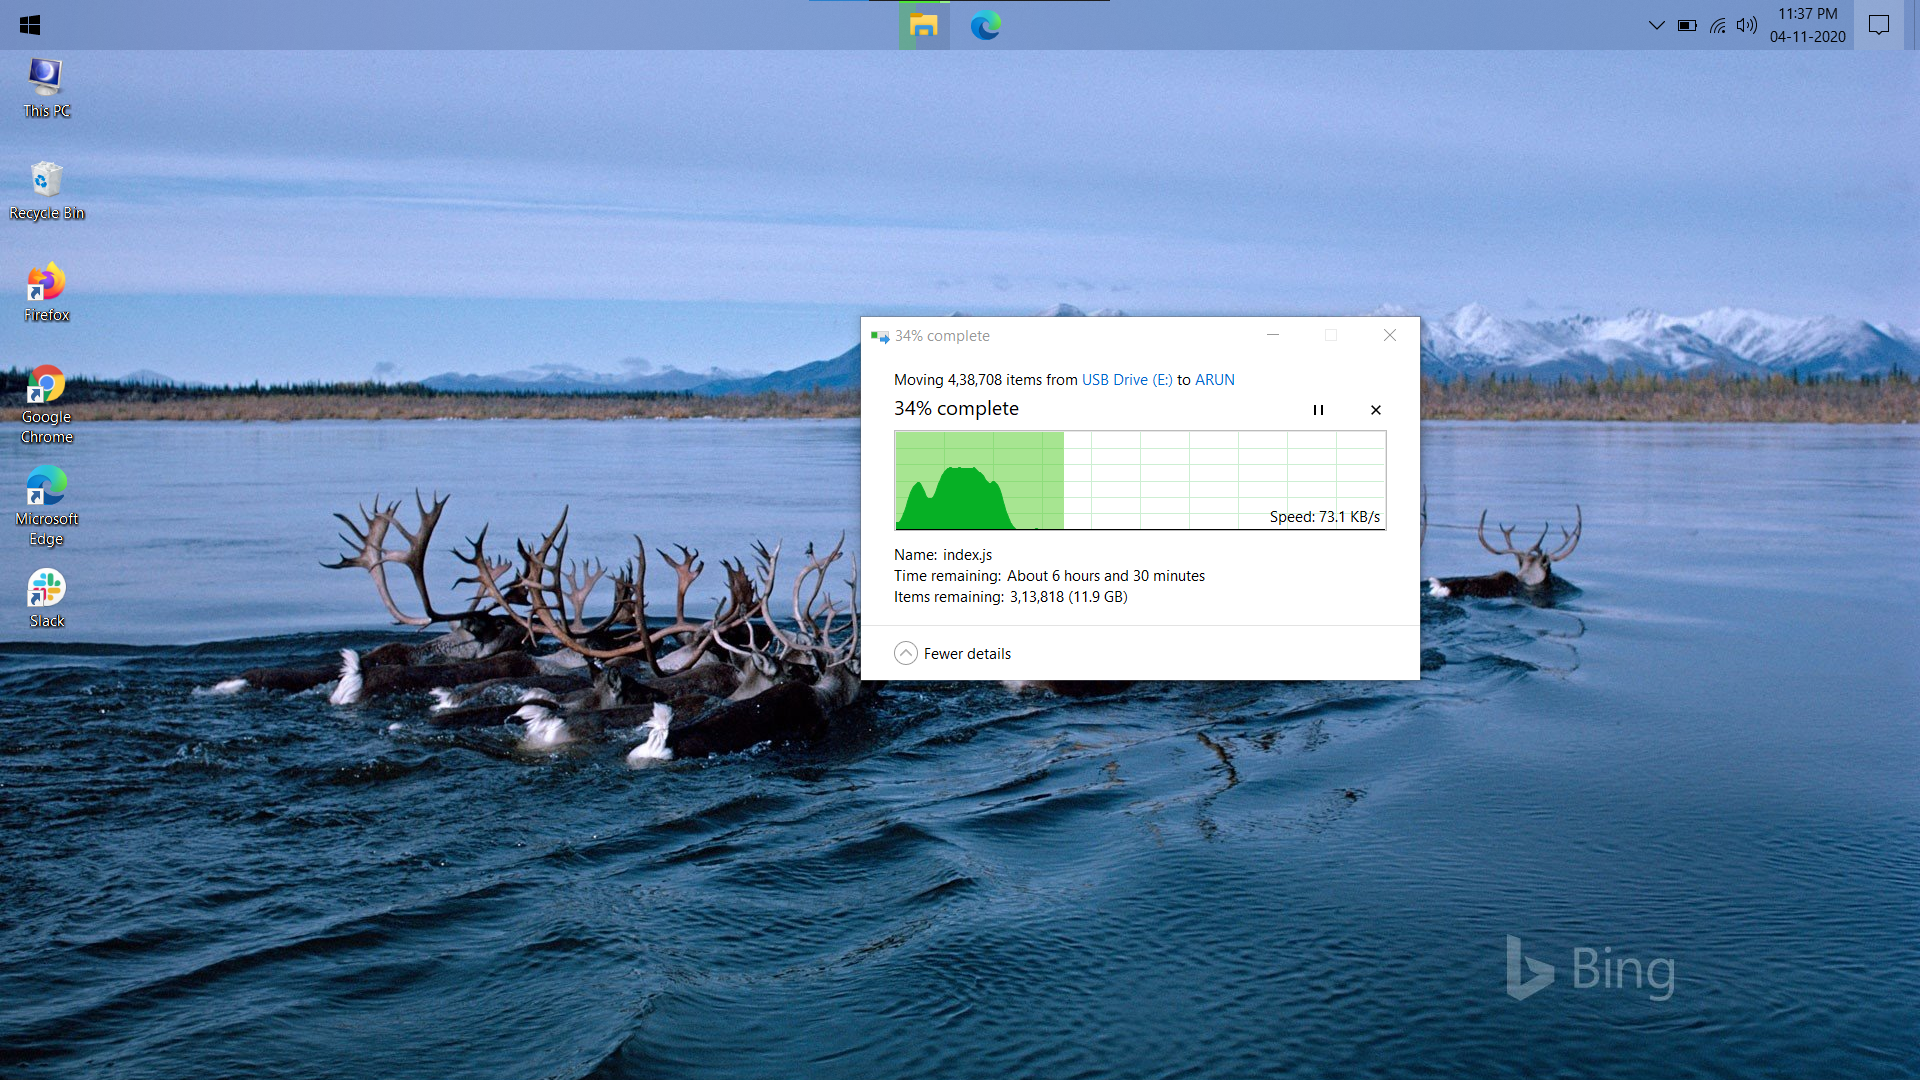 11:37 PM
04-11-2020
This PC
Recycle Bin
Firefox
Google
Chrome
Microsoft
Edge
Slack
34% complete
Moving 4,38,708 items from USB Drive (E:) to ARUN
34% complete
Speed: 73.1 KB/s
Name: index.js
Time remaining: About 6 hours and 30 minutes
Items remaining: 3,13,818 (11.9 GB)
Fewer details
Bing